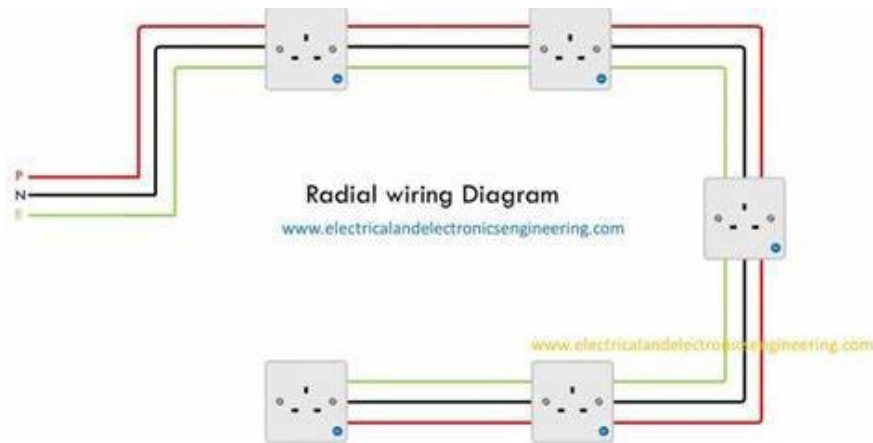 P
N
E
Radial wiring Diagram
www.electricalandelectronicsengineering.com
www.electricalandelectronicsengineering.com